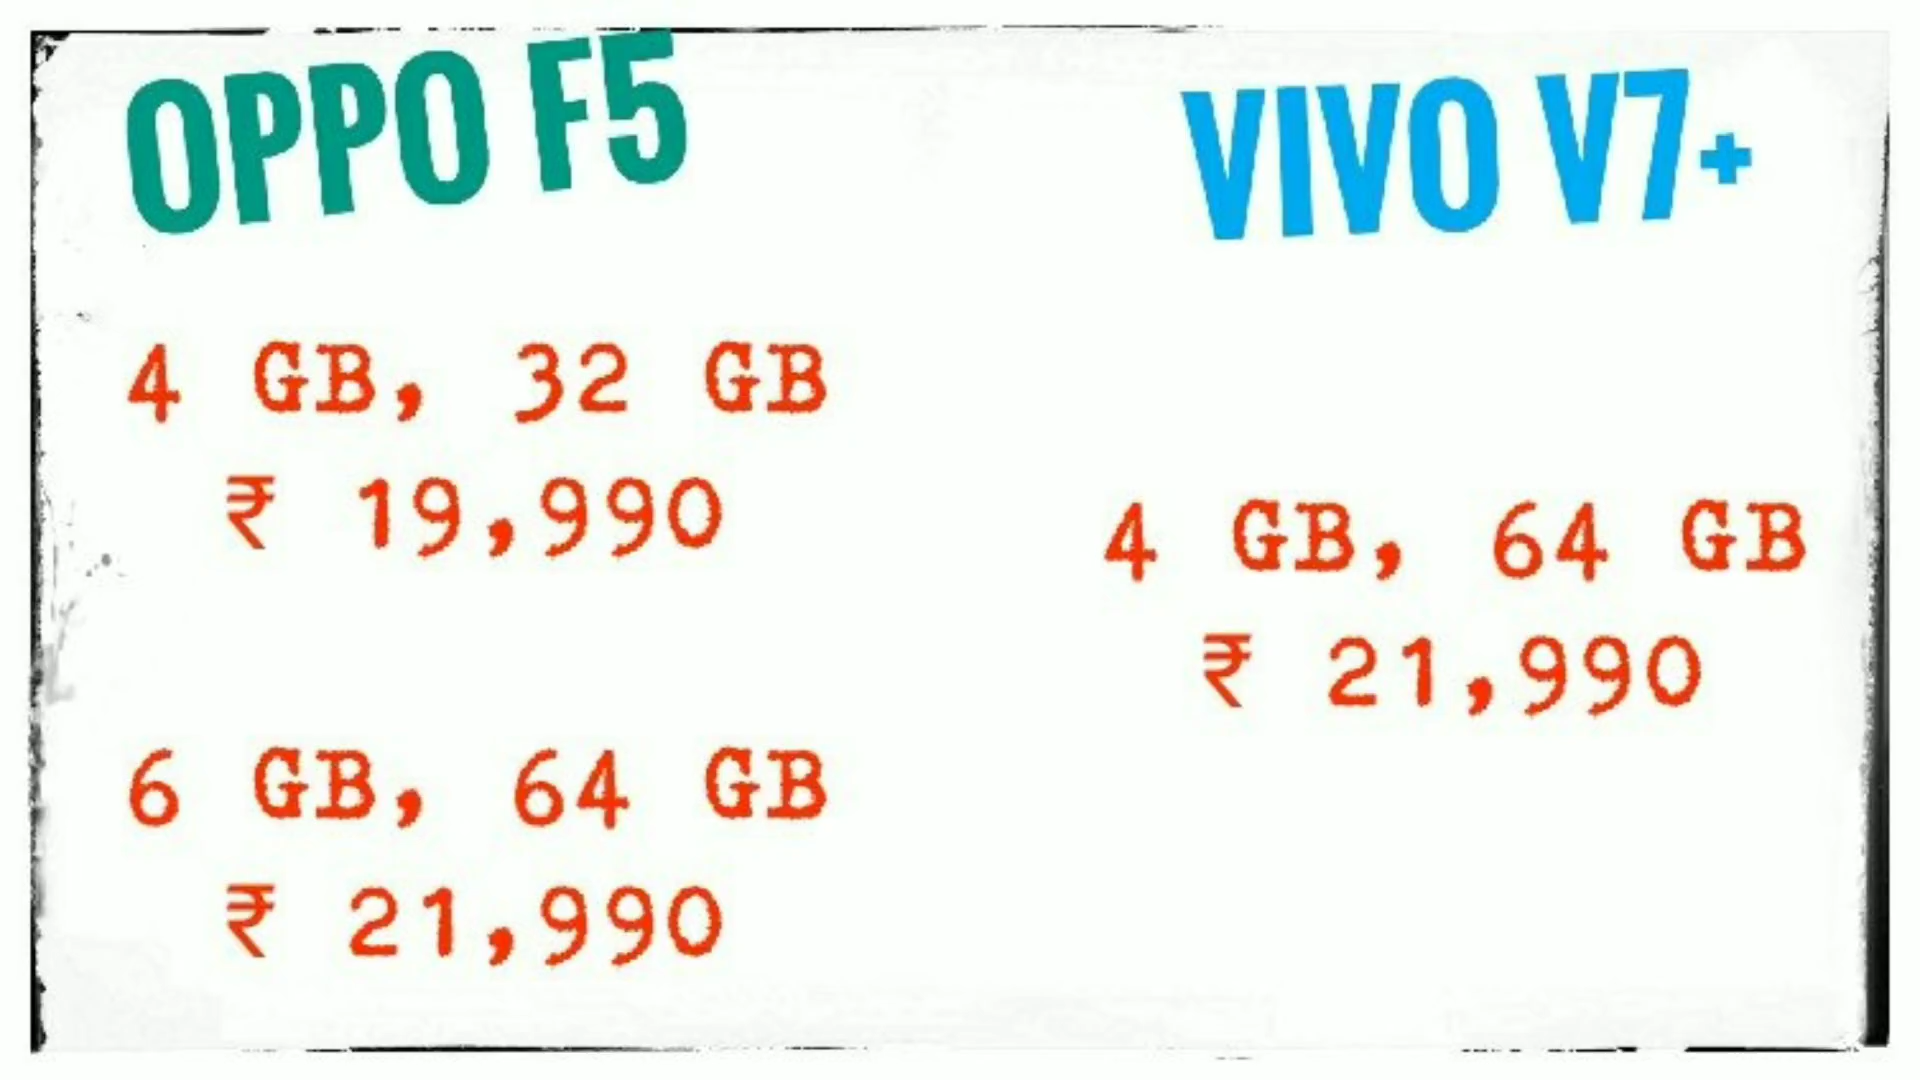 OPPO F5
4 GB, 32 GB
₹ 19,990
6 GB, 64 GB
₹ 21,990
VIVO V7+
4 GB, 64 GB
₹ 21,990